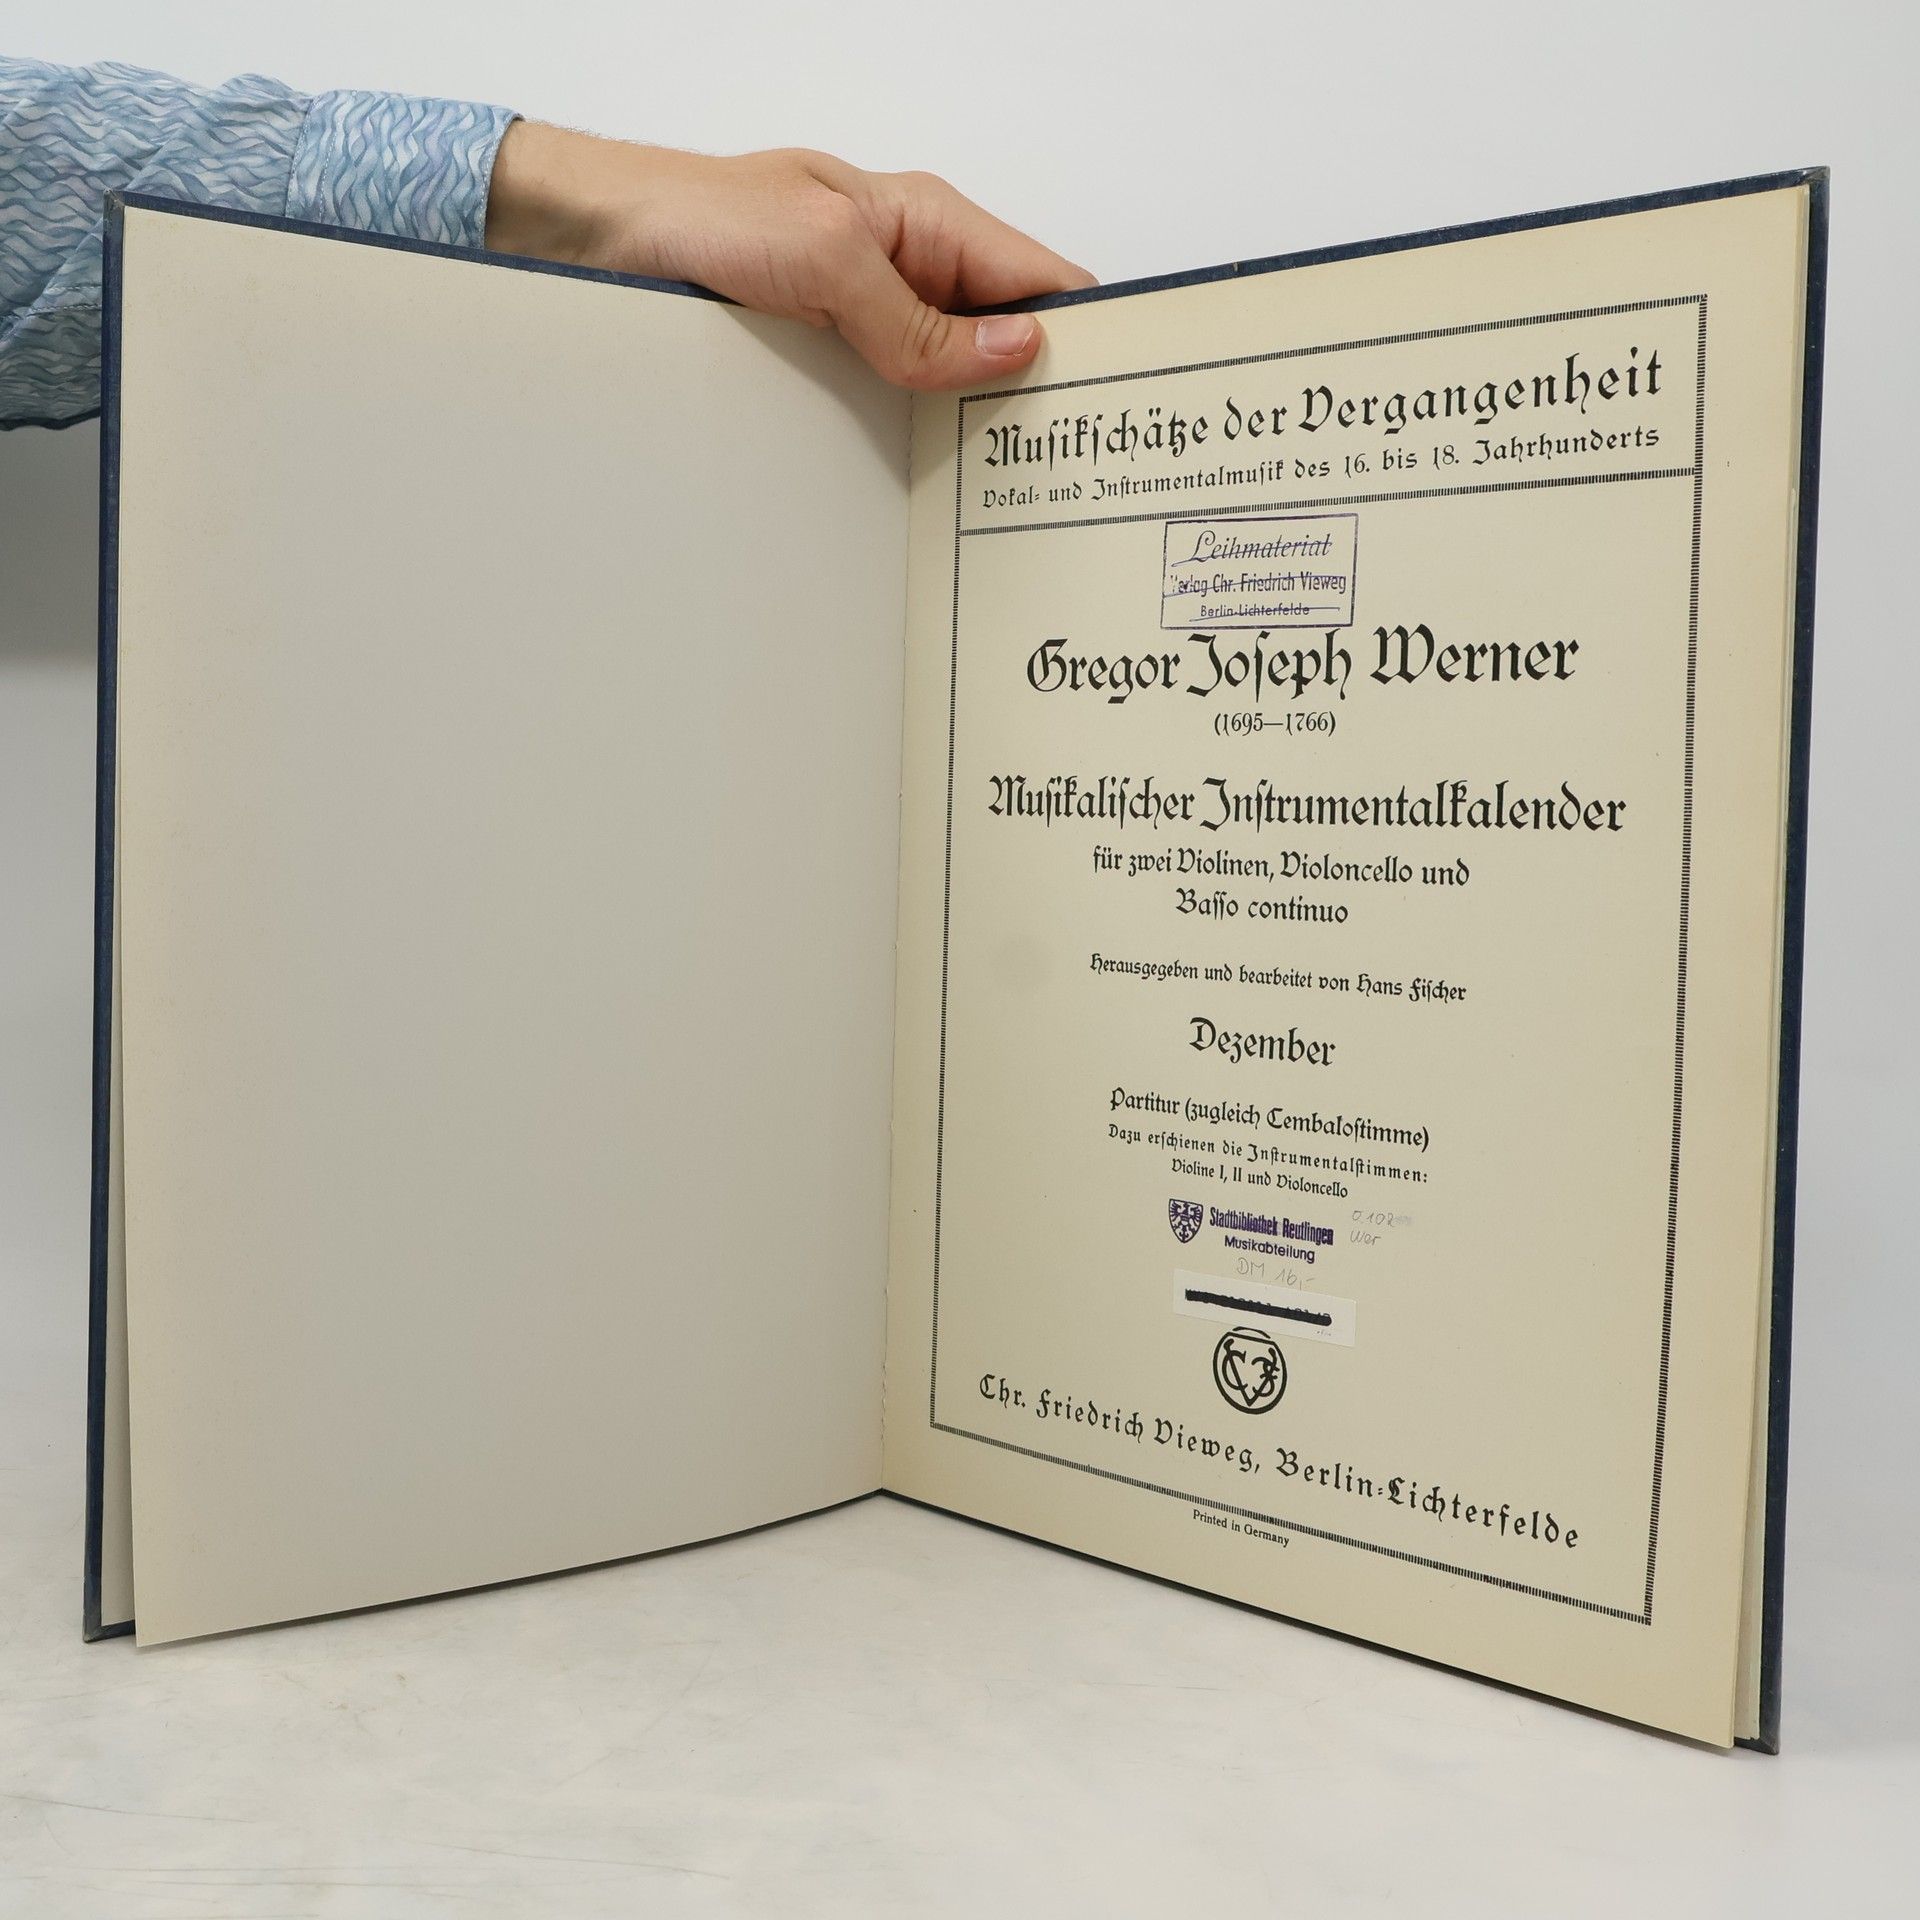 Musikschätze der Vergangenheit
Vokal- und Instrumentalmusik des 16. bis 18. Jahrhunderts
Leihmaterial
Verlag Chr. Friedrich Vieweg
Berlin-Lichterfelde
Gregor Joseph Werner
(1695—1766)
Musikalischer Instrumentalkalender
für zwei Violinen, Violoncello und
Basso continuo
Herausgegeben und bearbeitet von Hans Fischer
Dezember
Partitur (zugleich Cembalostimme)
Dazu erschienen die Instrumentalstimmen:
Violine I, II und Violoncello
Stadtbibliothek Reutlingen
Musikabteilung
O.102
Wer
DM 16,-
Chr. Friedrich Vieweg, Berlin-Lichterfelde
Printed in Germany